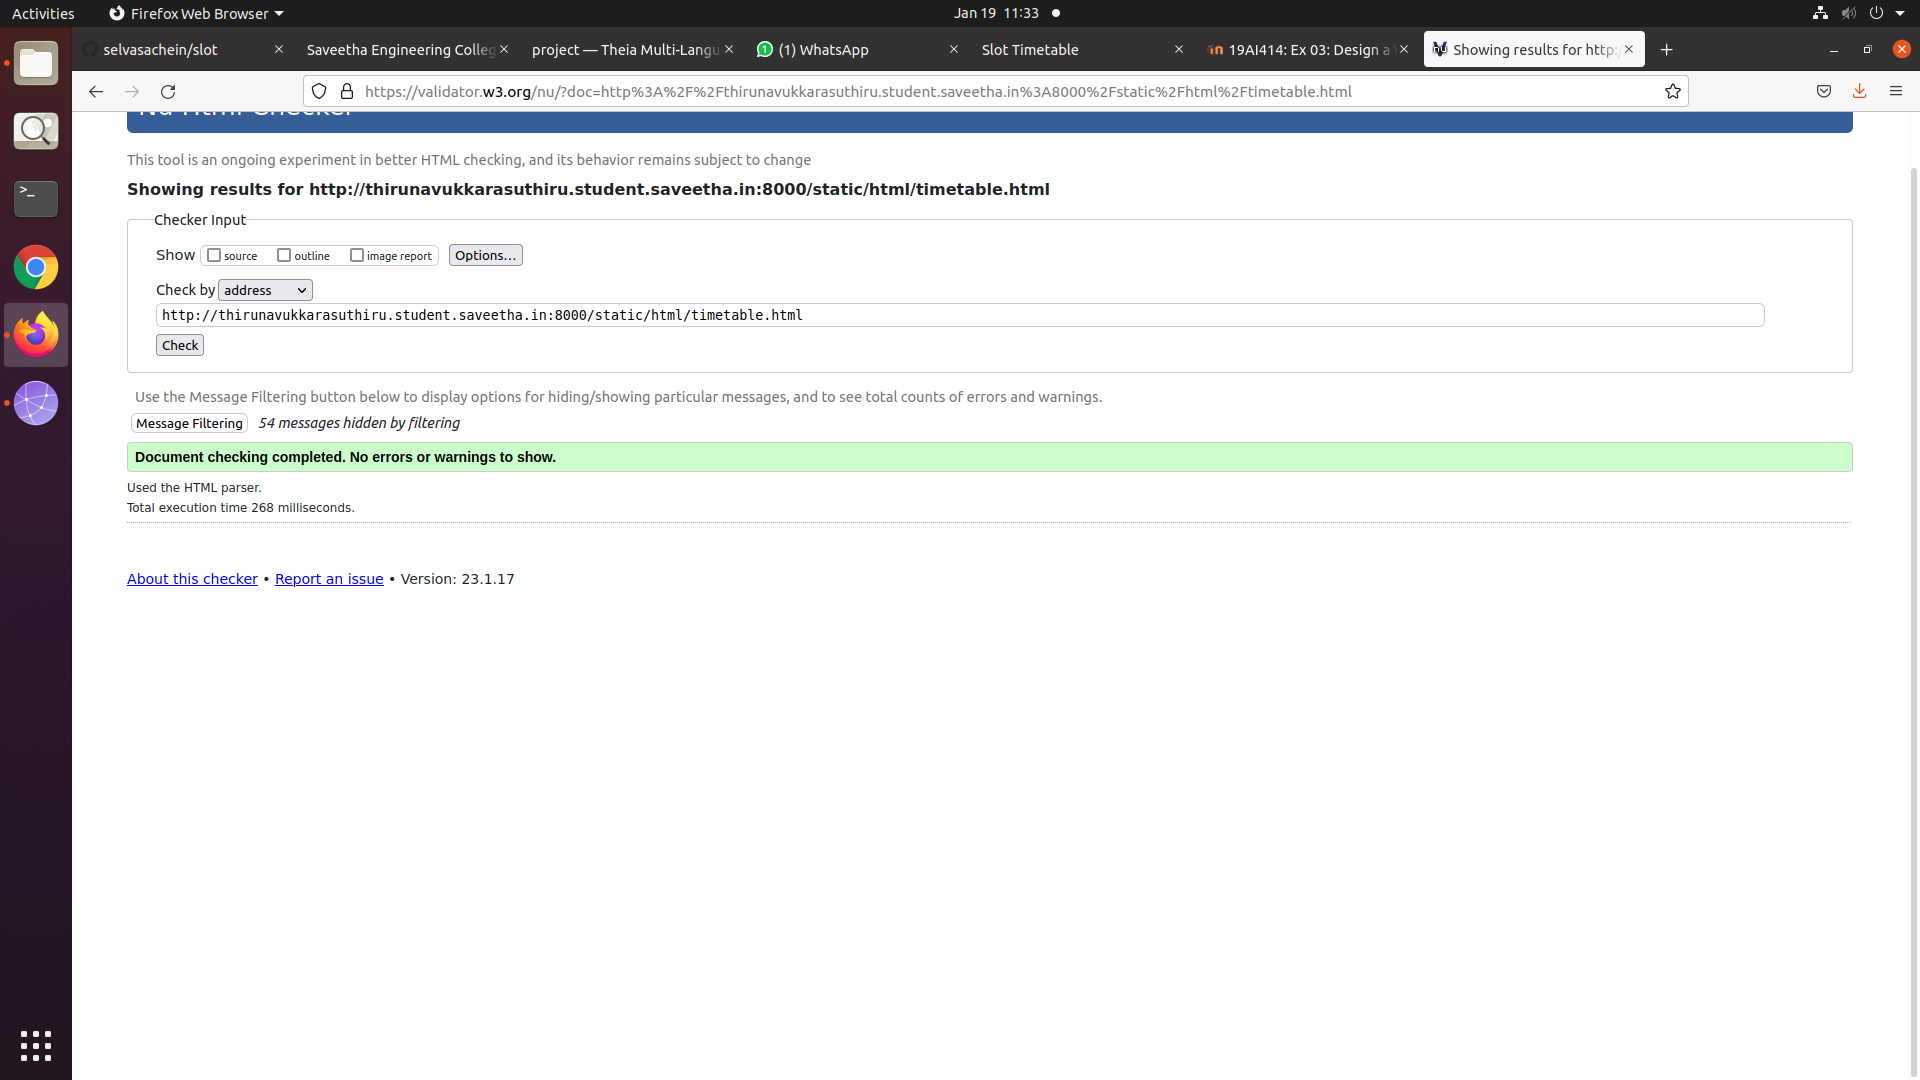 Activities Firefox Web Browser Jan 19 11:33
selvasachein/slot Saveetha Engineering Colleg project — Theia Multi-Langu (1) WhatsApp Slot Timetable 19AI414: Ex 03: Design a Showing results for http:/
https://validator.w3.org/nu/?doc=http%3A%2F%2Fthirunavukkarasuthiru.student.saveetha.in%3A8000%2Fstatic%2Fhtml%2Ftimetable.html
Nu Html Checker
This tool is an ongoing experiment in better HTML checking, and its behavior remains subject to change
Showing results for http://thirunavukkarasuthiru.student.saveetha.in:8000/static/html/timetable.html
Checker Input
Show source outline image report Options...
Check by address
http://thirunavukkarasuthiru.student.saveetha.in:8000/static/html/timetable.html
Check
Use the Message Filtering button below to display options for hiding/showing particular messages, and to see total counts of errors and warnings.
Message Filtering 54 messages hidden by filtering
Document checking completed. No errors or warnings to show.
Used the HTML parser.
Total execution time 268 milliseconds.
About this checker • Report an issue • Version: 23.1.17